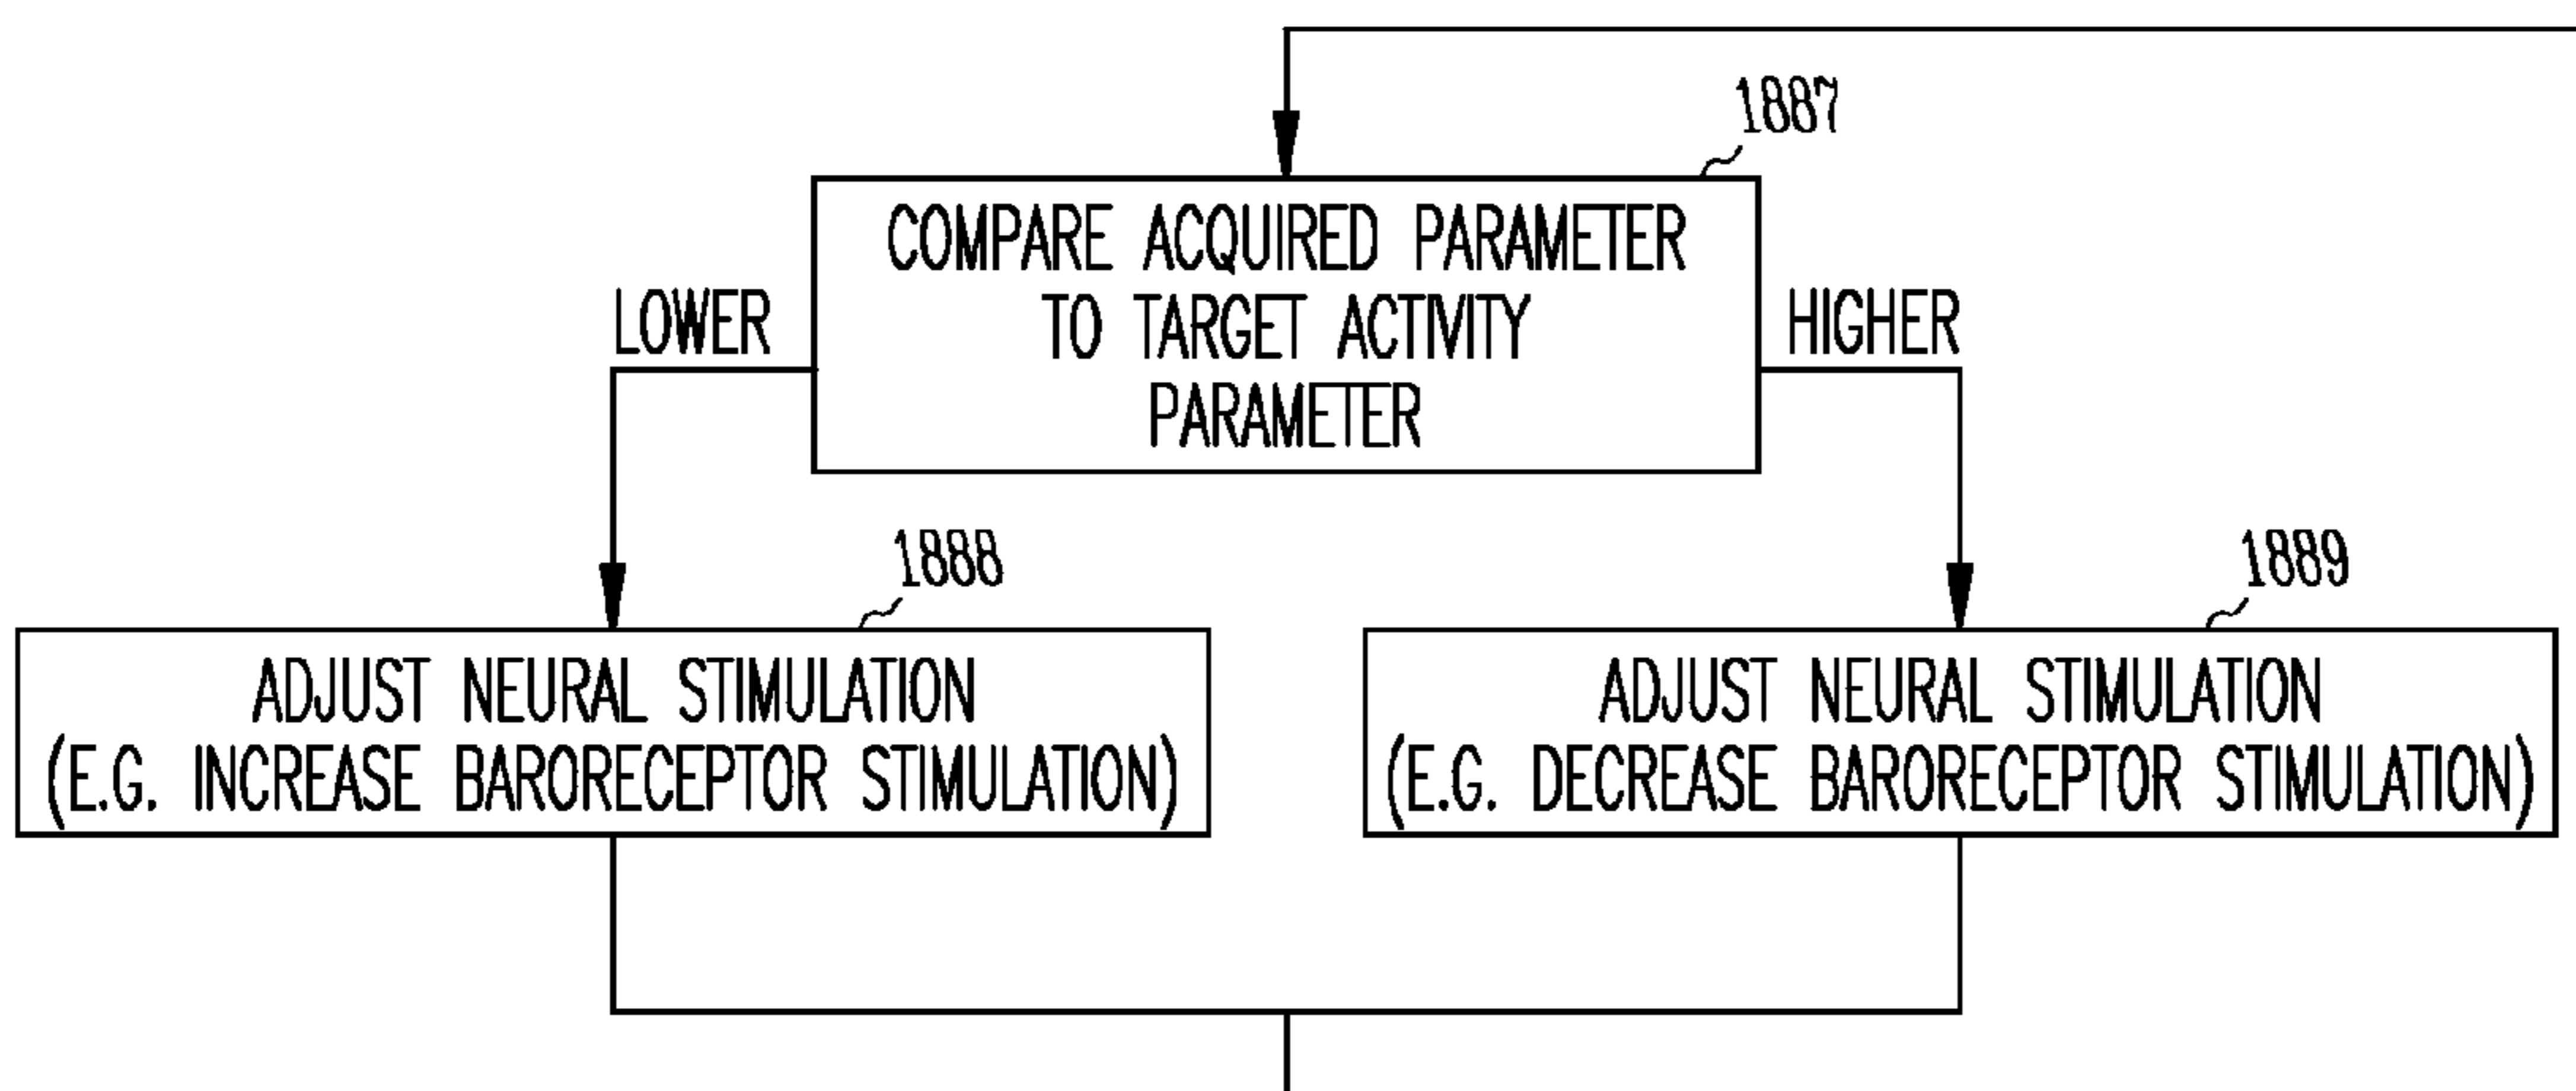 1887
COMPARE ACQUIRED PARAMETER
TO TARGET ACTIVITY
PARAMETER
LOWER
HIGHER
1888
ADJUST NEURAL STIMULATION
(E.G. INCREASE BARORECEPTOR STIMULATION)
1889
ADJUST NEURAL STIMULATION
(E.G. DECREASE BARORECEPTOR STIMULATION)